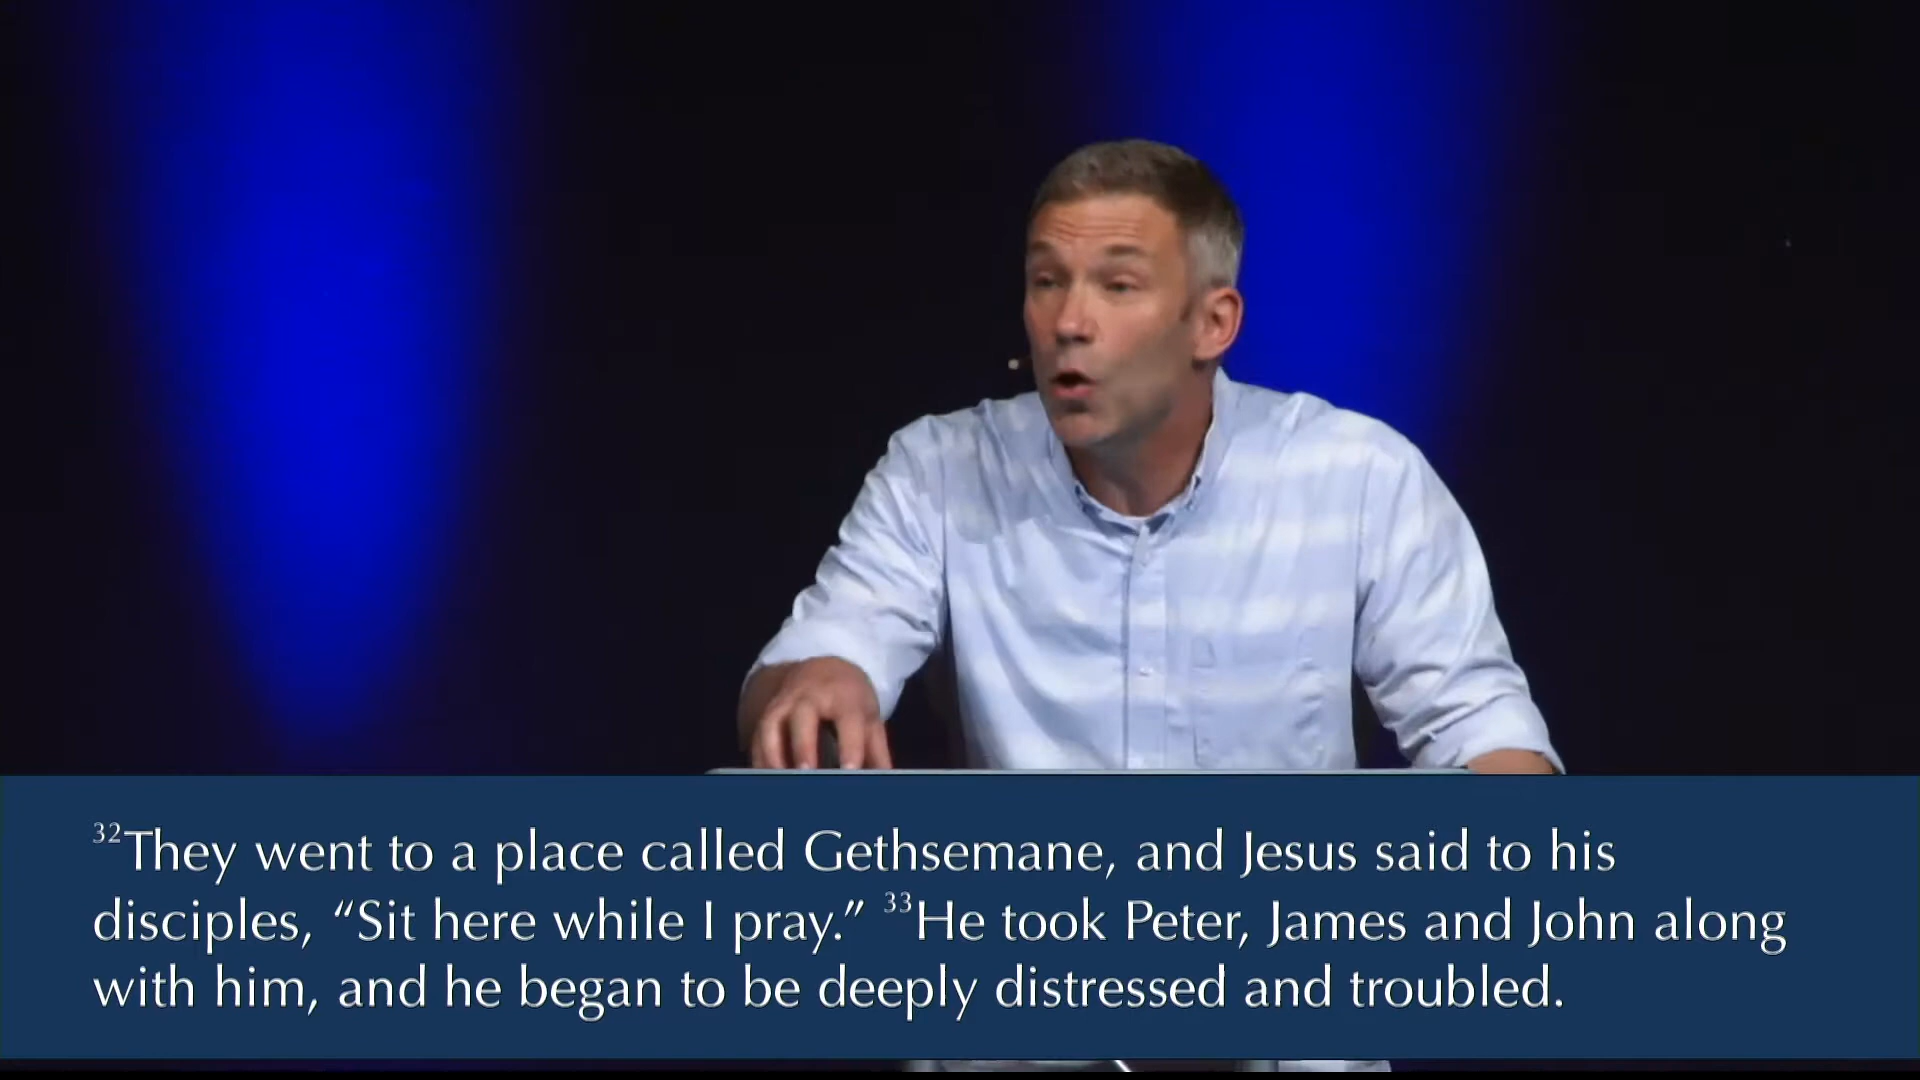 32They went to a place called Gethsemane, and Jesus said to his
disciples, “Sit here while I pray.” 33He took Peter, James and John along
with him, and he began to be deeply distressed and troubled.